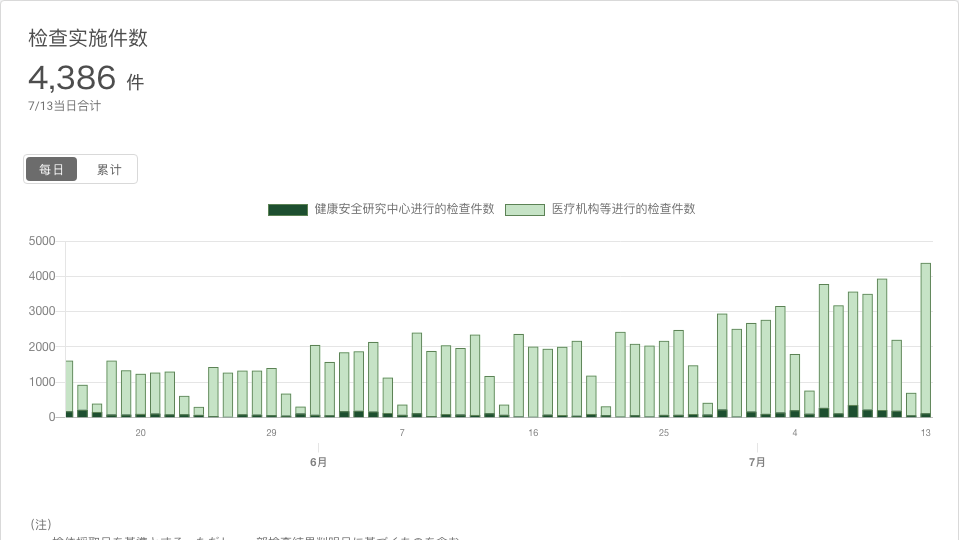 检查实施件数
4,386 件
7/13当日合计
每日 累计
健康安全研究中心进行的检查件数 医疗机构等进行的检查件数
5000
4000
3000
2000
1000
0
20 29 7 16 25 4 13
6月 7月
(注)